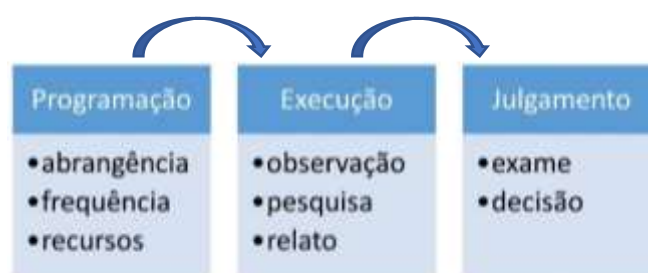 Programação
•abrangência
•frequência
•recursos
Execução
•observação
•pesquisa
•relato
Julgamento
•exame
•decisão